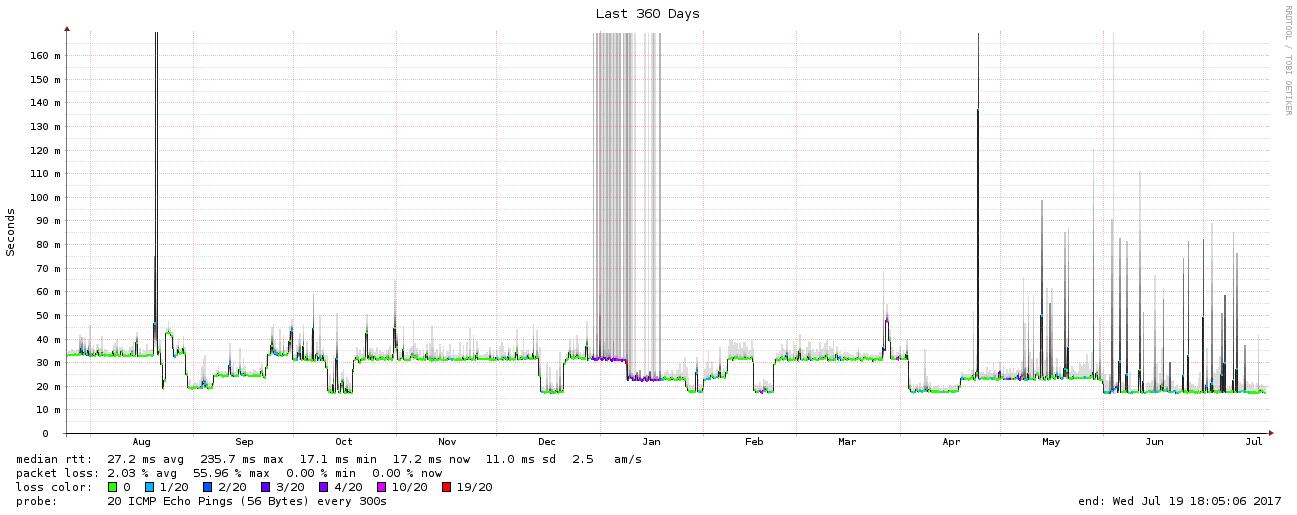 Last 360 Days
RRDTOOL / TOBI OETIKER
Seconds
160 m
150 m
140 m
130 m
120 m
110 m
100 m
90 m
80 m
70 m
60 m
50 m
40 m
30 m
20 m
10 m
0
Aug Sep Oct Nov Dec Jan Feb Mar Apr May Jun Jul
median rtt: 27.2 ms avg 235.7 ms max 17.1 ms min 17.2 ms now 11.0 ms sd 2.5 am/s
packet loss: 2.03 % avg 55.96 % max 0.00 % min 0.00 % now
loss color: 0 1/20 2/20 3/20 4/20 10/20 19/20
probe: 20 ICMP Echo Pings (56 Bytes) every 300s
end: Wed Jul 19 18:05:06 2017